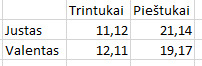 Trintukai Pieštukai
Justas 11,12 21,14
Valentas 12,11 19,17